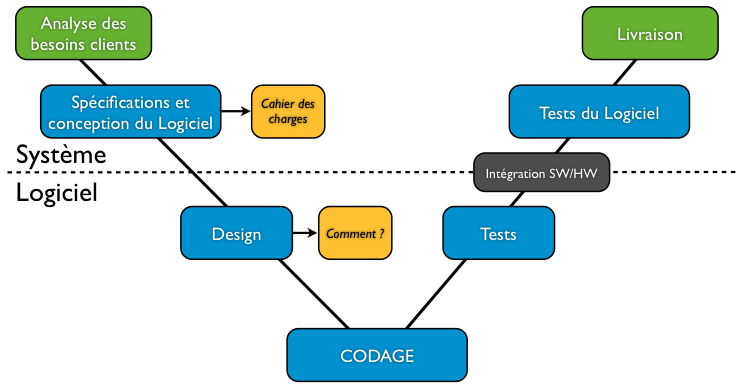 Analyse des
besoins clients
Livraison
Spécifications et
conception du Logiciel
Cahier des
charges
Tests du Logiciel
Système
Intégration SW/HW
Logiciel
Design
Comment ?
Tests
CODAGE